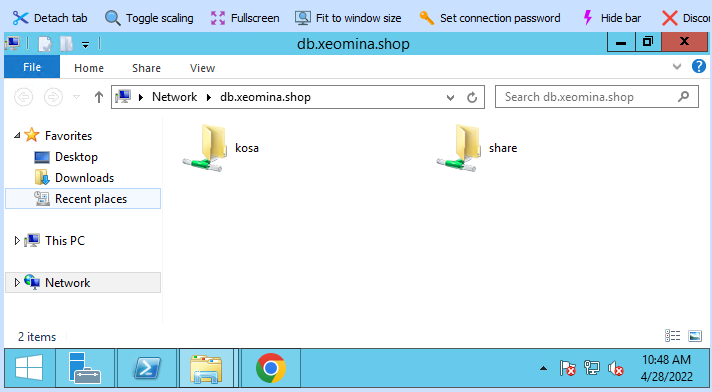 Detach tab Toggle scaling Fullscreen Fit to window size Set connection password Hide bar Discor
db.xeomina.shop
File Home Share View
Network db.xeomina.shop Search db.xeomina.shop
Favorites
Desktop
Downloads
Recent places
This PC
Network
kosa share
2 items
10:48 AM
4/28/2022